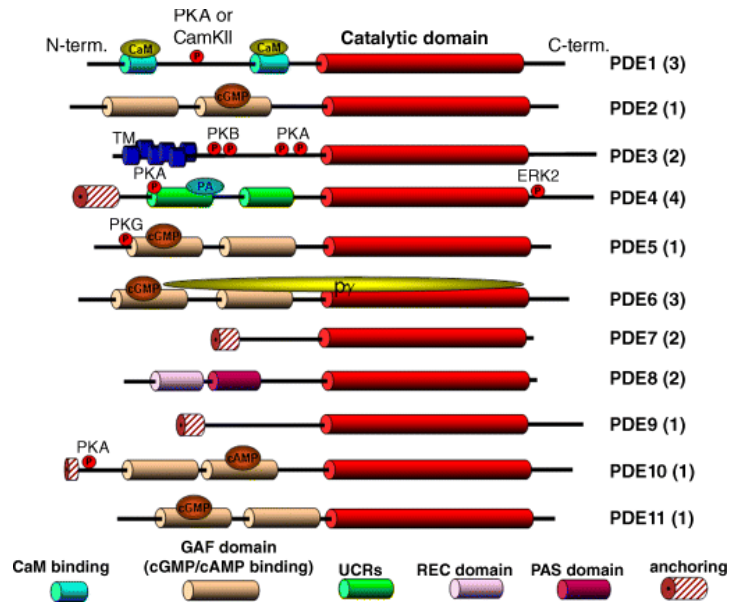 PKA or
N-term. CaM CamKII CaM Catalytic domain C-term.
P
PDE1 (3)
cGMP
PDE2 (1)
TM PKB PKA
P P P P
PDE3 (2)
PKA ERK2
P PA P
PDE4 (4)
PKG
P cGMP
PDE5 (1)
cGMP
pγ
PDE6 (3)
PDE7 (2)
PDE8 (2)
PDE9 (1)
PKA
P cAMP
PDE10 (1)
cGMP
PDE11 (1)
CaM binding
GAF domain
(cGMP/cAMP binding)
UCRs
REC domain
PAS domain
anchoring